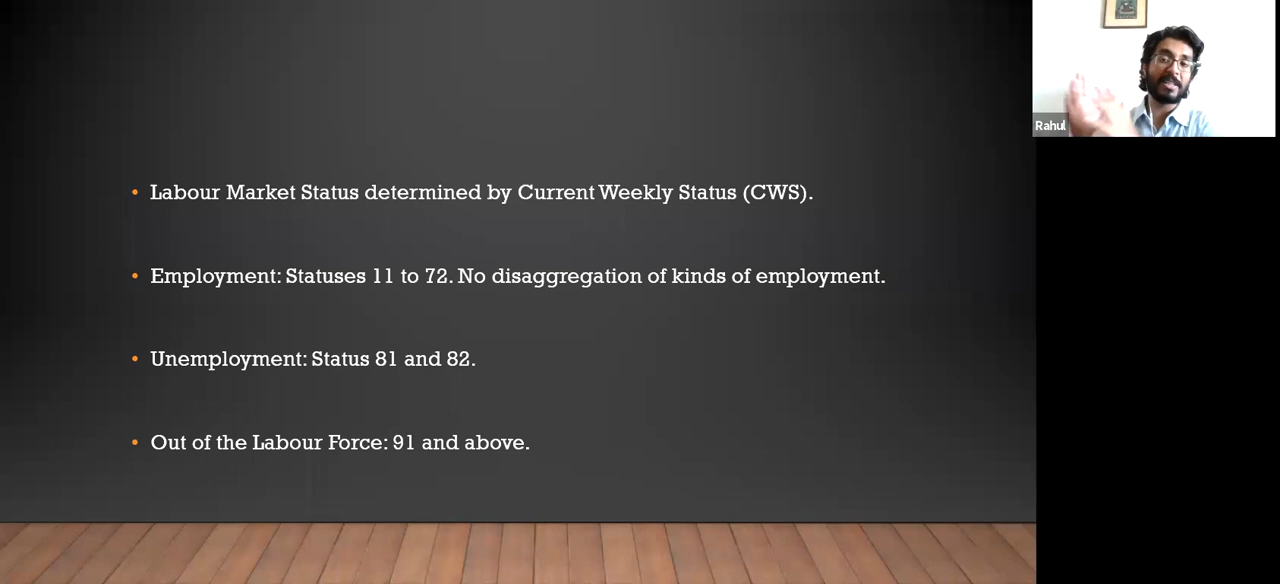 Rahul
• Labour Market Status determined by Current Weekly Status (CWS).
• Employment: Statuses 11 to 72. No disaggregation of kinds of employment.
• Unemployment: Status 81 and 82.
• Out of the Labour Force: 91 and above.